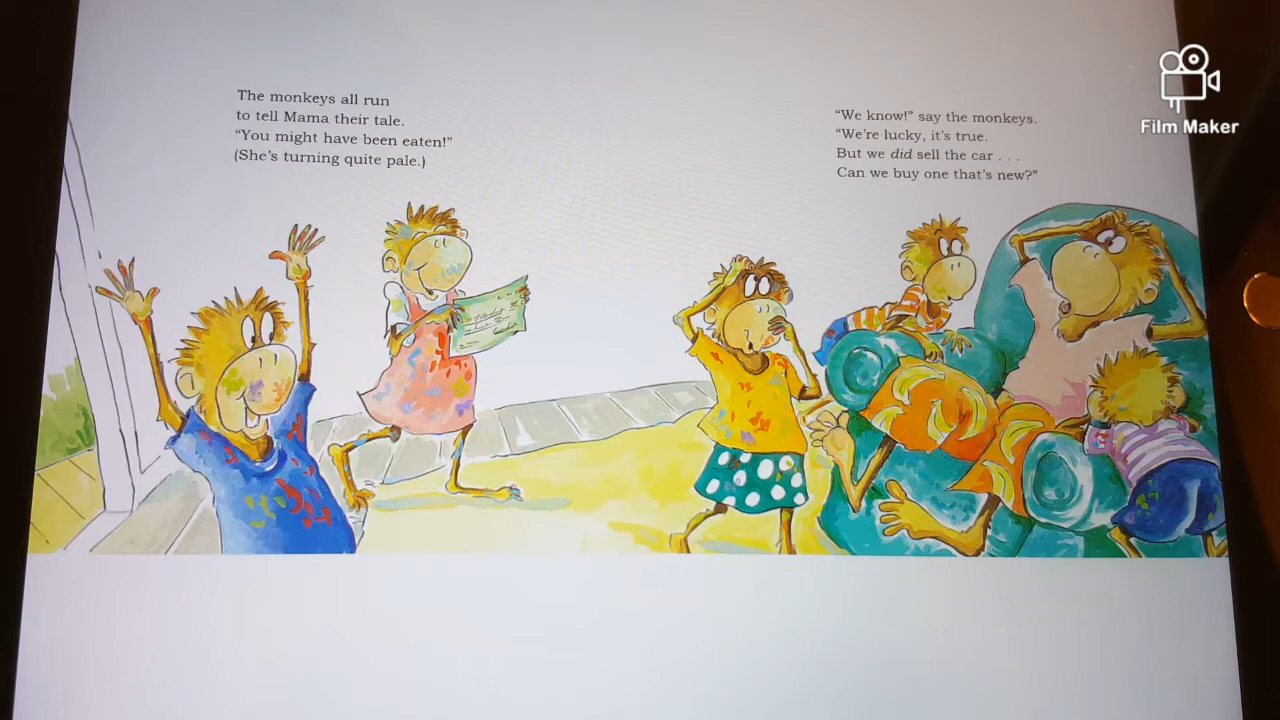 The monkeys all run
to tell Mama their tale.
“You might have been eaten!”
(She’s turning quite pale.)
“We know!” say the monkeys.
“We’re lucky, it’s true.
But we did sell the car . . .
Can we buy one that’s new?”
Film Maker